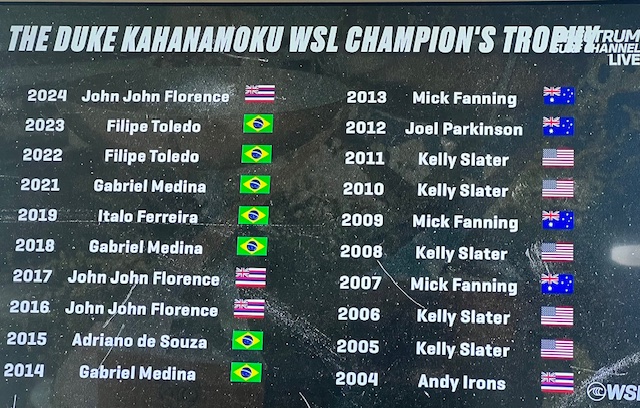 THE DUKE KAHANAMOKU WSL CHAMPION'S TROPHY
2024 John John Florence
2023 Filipe Toledo
2022 Filipe Toledo
2021 Gabriel Medina
2019 Italo Ferreira
2018 Gabriel Medina
2017 John John Florence
2016 John John Florence
2015 Adriano de Souza
2014 Gabriel Medina
2013 Mick Fanning
2012 Joel Parkinson
2011 Kelly Slater
2010 Kelly Slater
2009 Mick Fanning
2008 Kelly Slater
2007 Mick Fanning
2006 Kelly Slater
2005 Kelly Slater
2004 Andy Irons
CHANNEL
LIVE
WSL